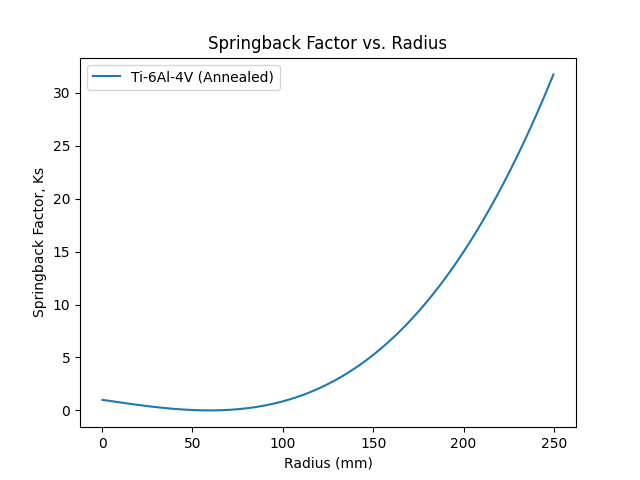 Springback Factor vs. Radius
Ti-6Al-4V (Annealed)
Springback Factor, Ks
30
25
20
15
10
5
0
0 50 100 150 200 250
Radius (mm)